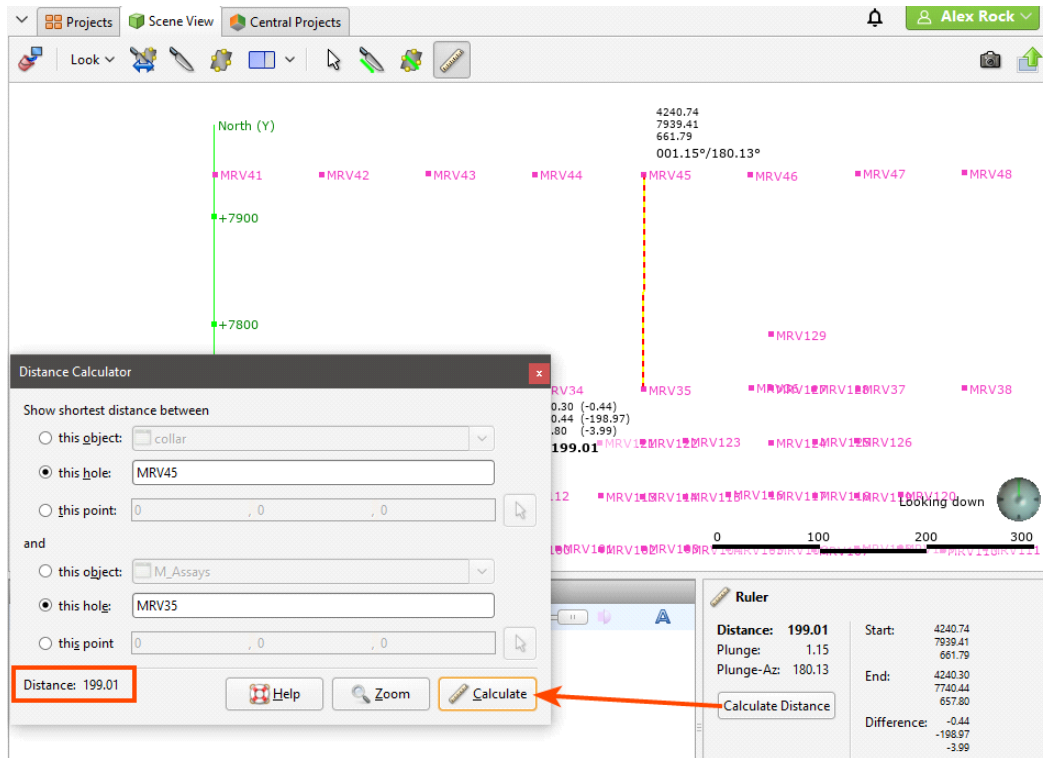 Projects Scene View Central Projects Alex Rock
Look
4240.74
7939.41
661.79
001.15°/180.13°
North (Y)
MRV41 MRV42 MRV43 MRV44 MRV45 MRV46 MRV47 MRV48
+7900
+7800
MRV129
Distance Calculator
x
RV34 MRV35 MRV37 MRV38
0.30 (-0.44)
0.44 (-198.97)
.80 (-3.99)
199.01
MRV123 MRV126
.12
Looking down
0 100 200 300
Show shortest distance between
this object: collar
this hole: MRV45
this point: 0 , 0 , 0
and
this object: M_Assays
this hole: MRV35
this point 0 , 0 , 0
Distance: 199.01
Help Zoom Calculate
A
Ruler
Distance: 199.01
Plunge: 1.15
Plunge-Az: 180.13
Calculate Distance
Start: 4240.74
7939.41
661.79
End: 4240.30
7740.44
657.80
Difference: -0.44
-198.97
-3.99